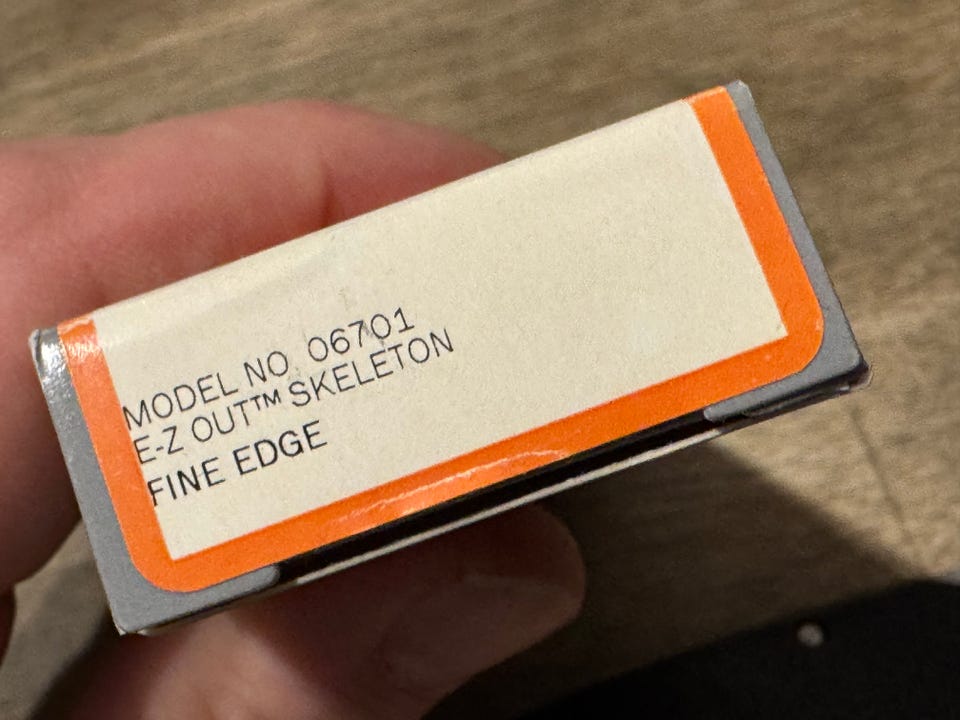 MODEL NO 06701
E-Z OUT™ SKELETON
FINE EDGE